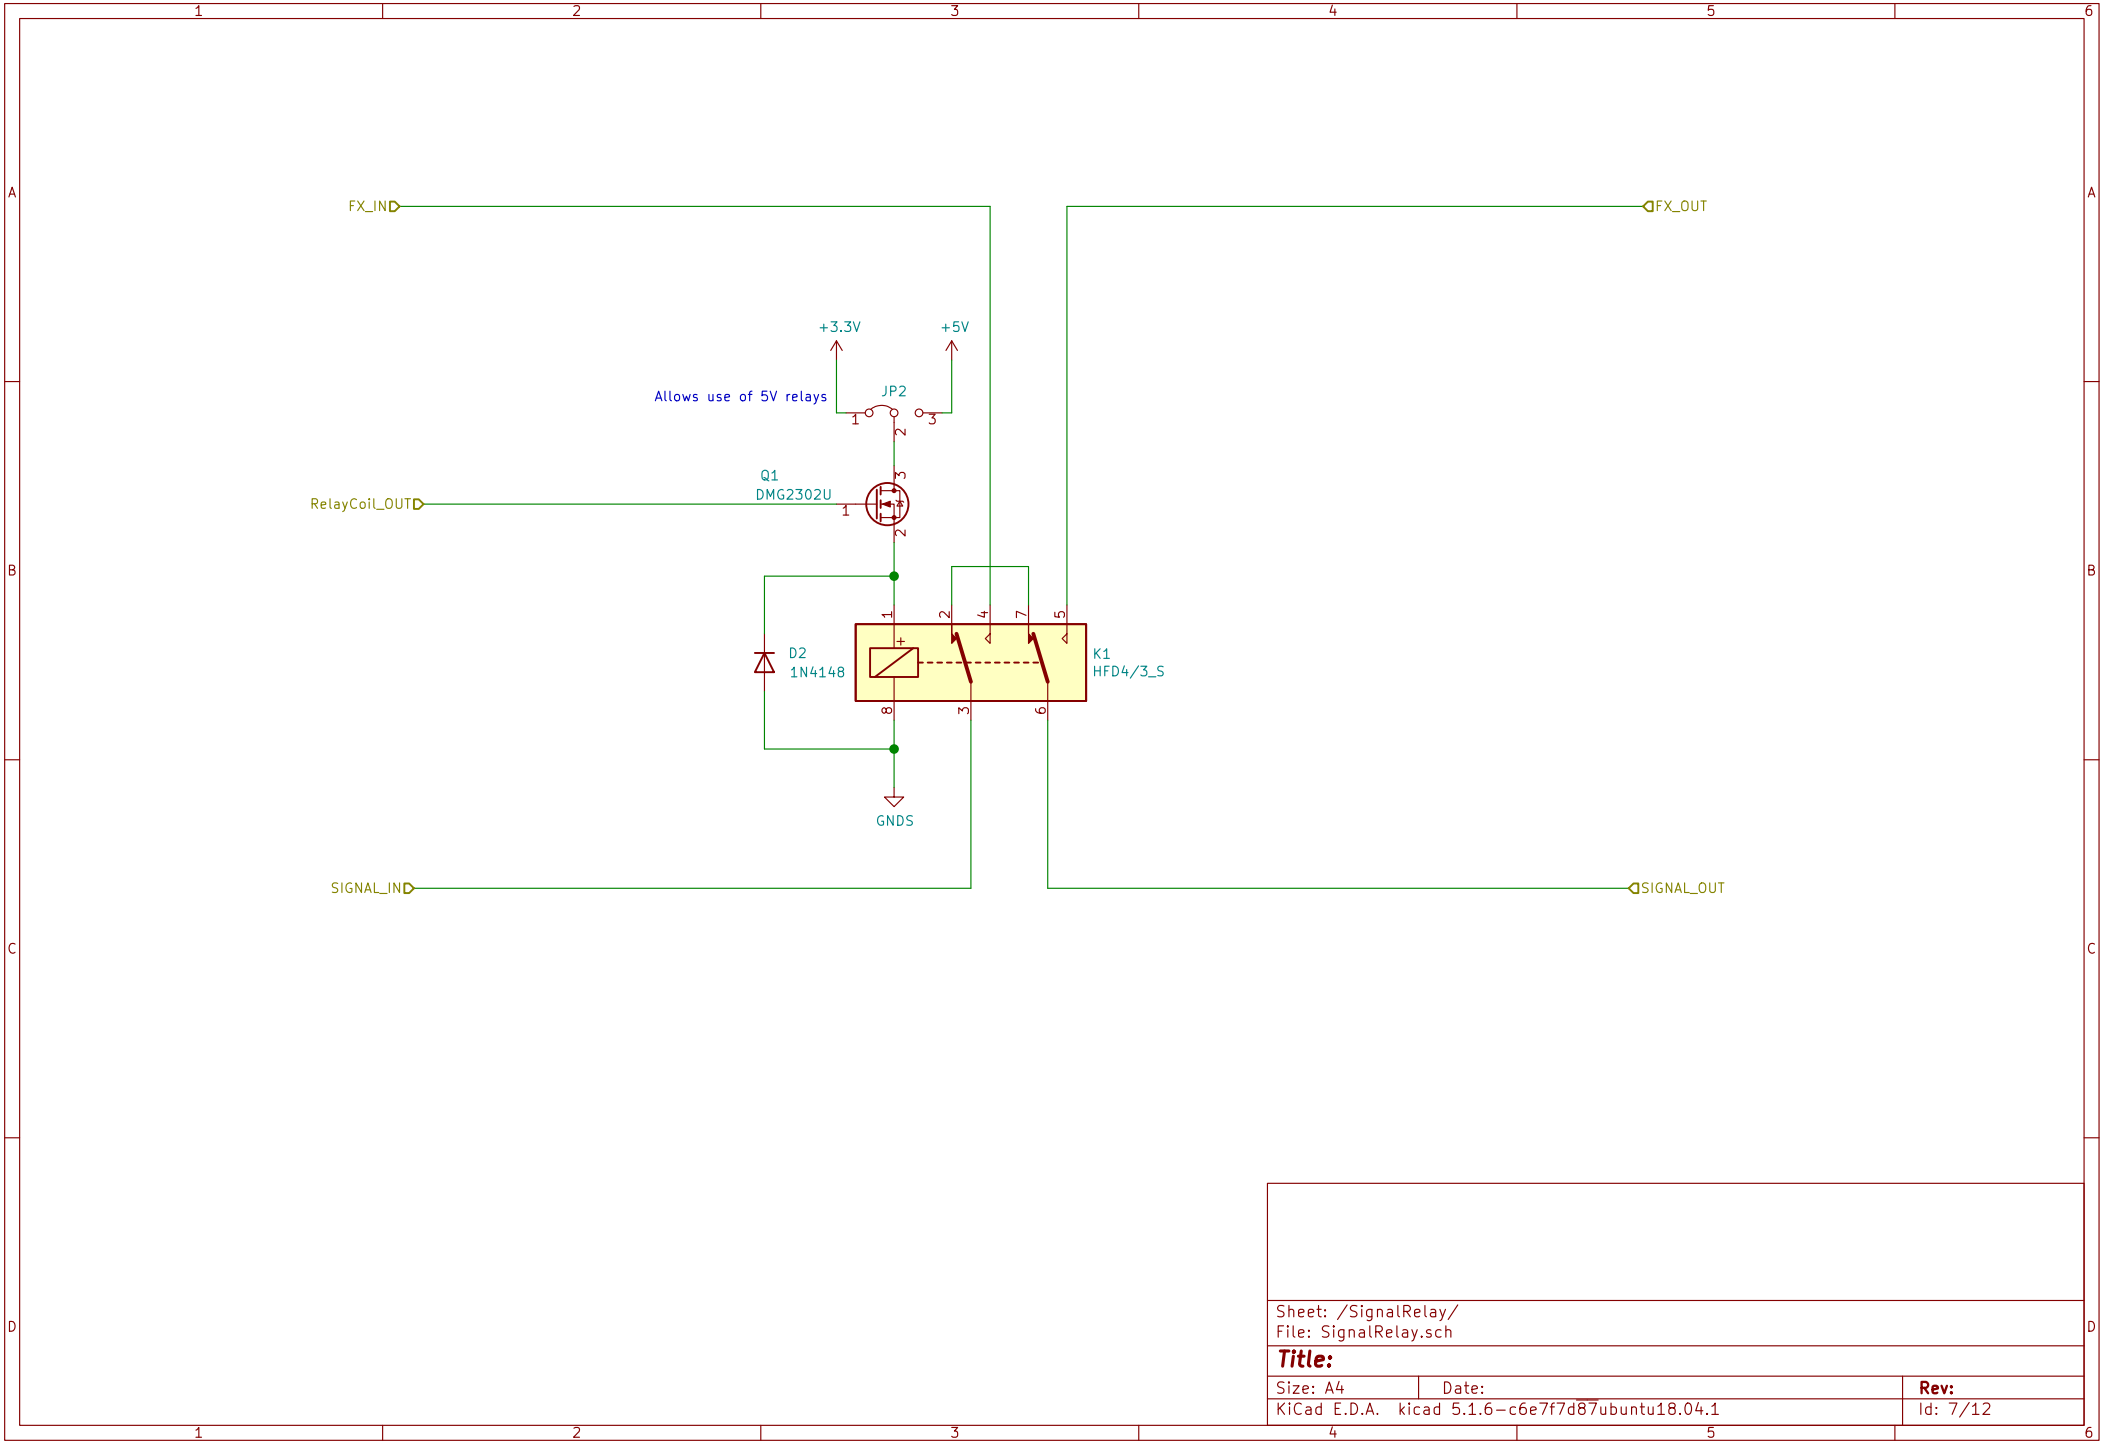 1 2 3 4 5 6
A A
FX_IN FX_OUT
+3.3V +5V
Allows use of 5V relays
JP2
1 2 3
Q1
DMG2302U
3
RelayCoil_OUT
1
2
B B
1 2 4 7 5
+
D2
1N4148
K1
HFD4/3_S
8 3 6
GNDS
SIGNAL_IN SIGNAL_OUT
C C
D D
Sheet: /SignalRelay/
File: SignalRelay.sch
Title:
Size: A4 Date: Rev:
KiCad E.D.A. kicad 5.1.6-c6e7f7d87ubuntu18.04.1 Id: 7/12
1 2 3 4 5 6